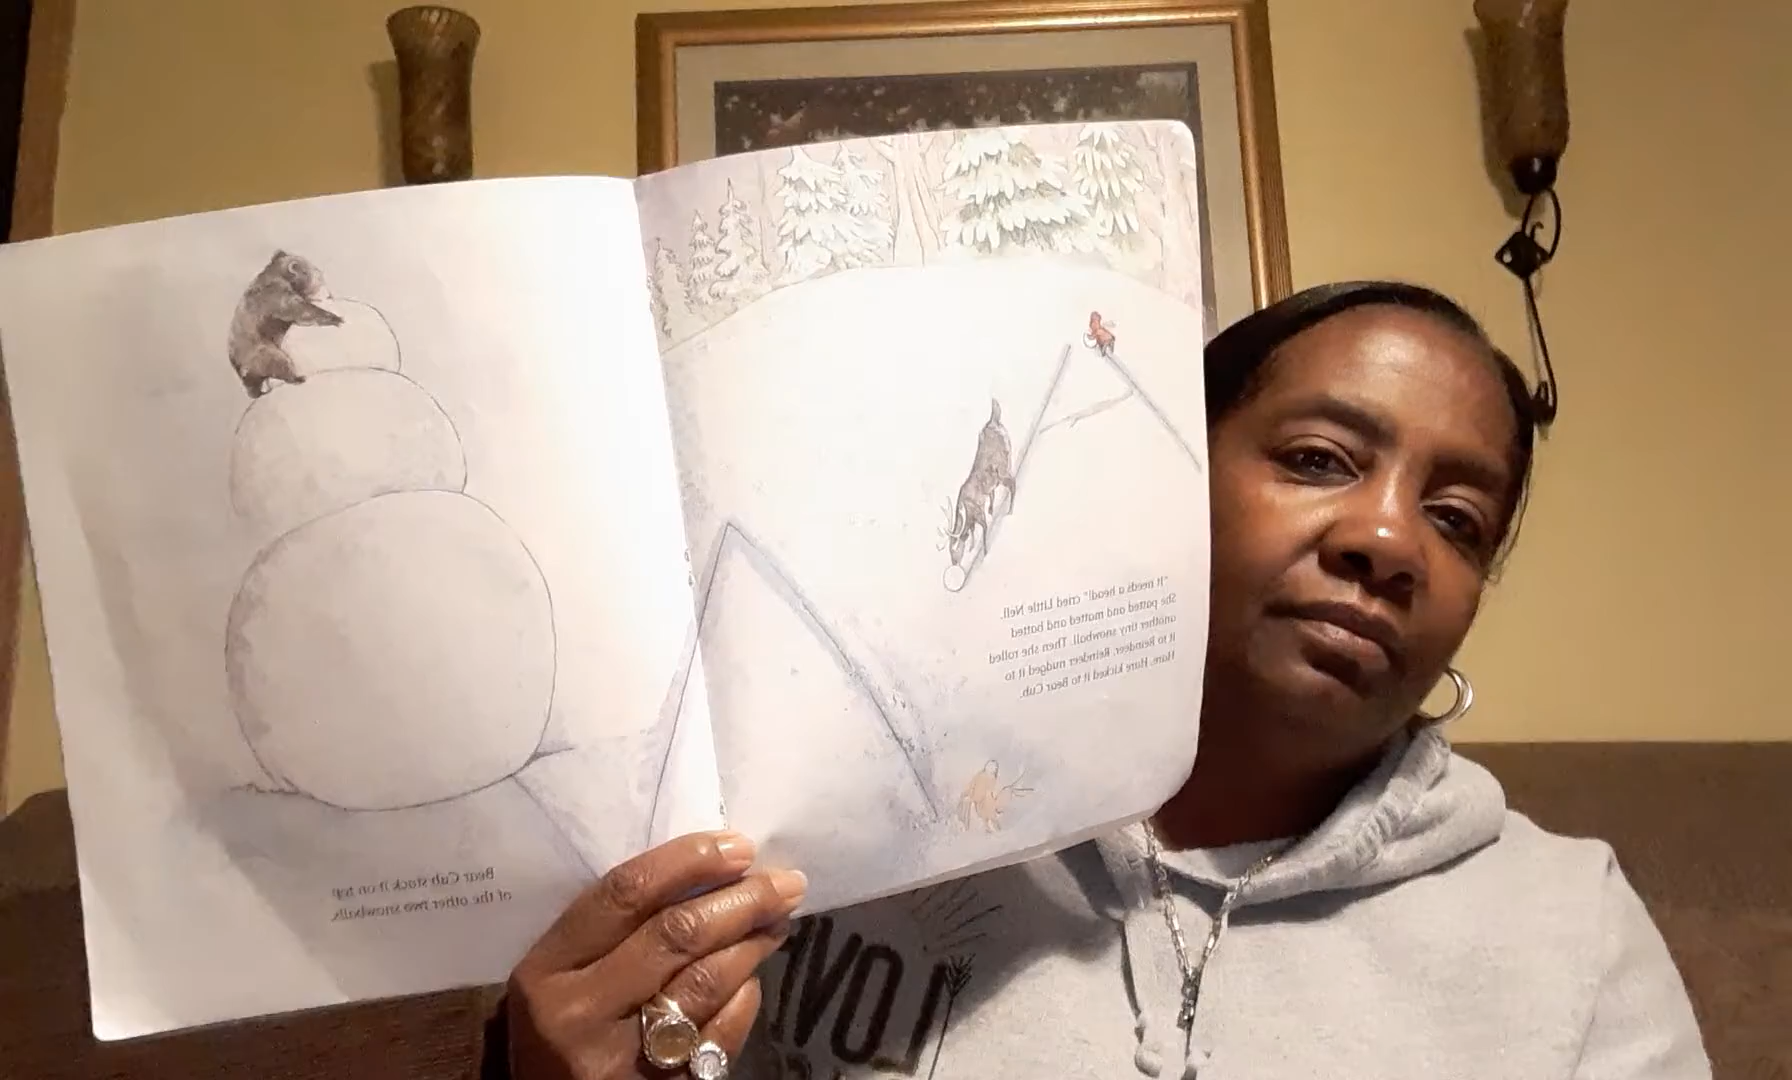 "It needs a head!" cried Little Nell.
She patted and matted and batted
another tiny snowball. Then she rolled
it to Reindeer. Reindeer nudged it to
Hare. Hare kicked it to Bear Cub.
Bear Cub stuck it on top
of the other two snowballs.